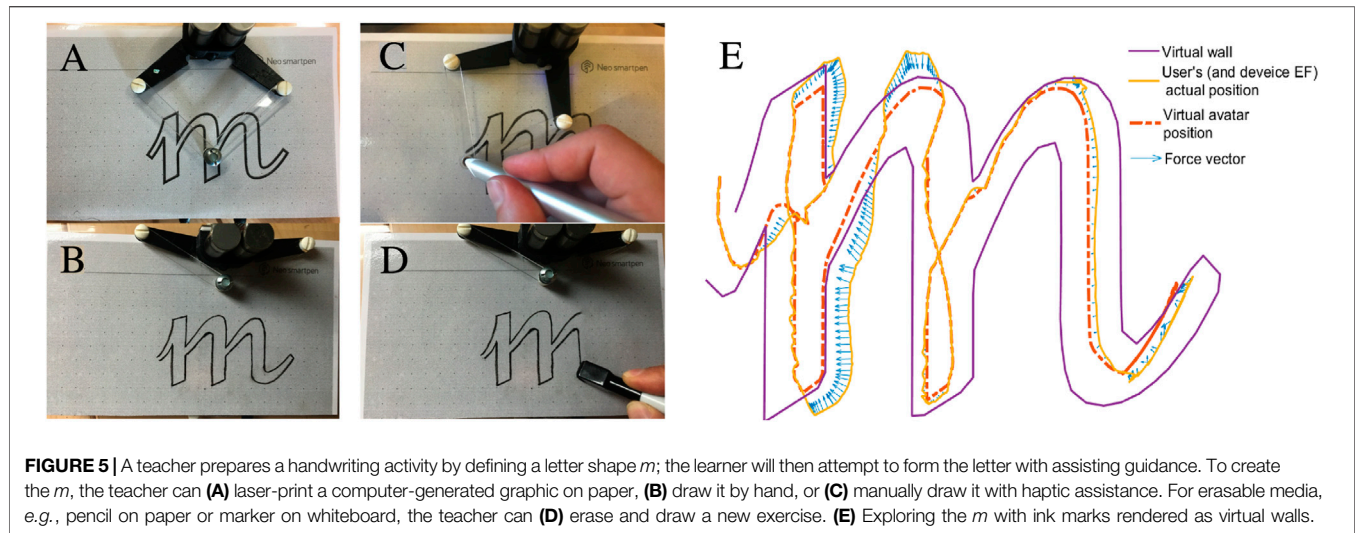 A
Neo smartpen
C
Neo smartpen
B
Neo smartpen
D
Neo smartpen
E
Virtual wall
User's (and deveice EF)
actual position
Virtual avatar
position
Force vector
FIGURE 5 | A teacher prepares a handwriting activity by defining a letter shape m; the learner will then attempt to form the letter with assisting guidance. To create
the m, the teacher can (A) laser-print a computer-generated graphic on paper, (B) draw it by hand, or (C) manually draw it with haptic assistance. For erasable media,
e.g., pencil on paper or marker on whiteboard, the teacher can (D) erase and draw a new exercise. (E) Exploring the m with ink marks rendered as virtual walls.